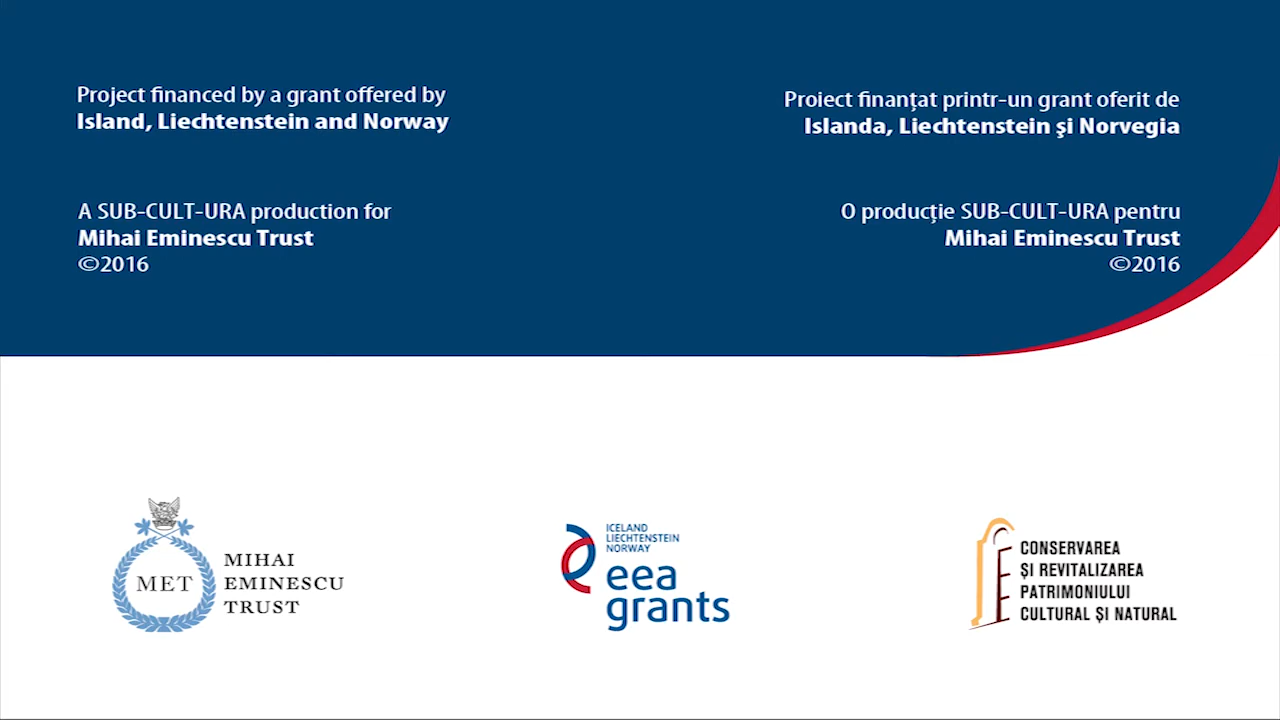 Project financed by a grant offered by
Island, Liechtenstein and Norway
A SUB-CULT-URA production for
Mihai Eminescu Trust
©2016
Proiect finanțat printr-un grant oferit de
Islanda, Liechtenstein şi Norvegia
O producție SUB-CULT-URA pentru
Mihai Eminescu Trust
©2016
MET
MIHAI
EMINESCU
TRUST
ICELAND
LIECHTENSTEIN
NORWAY
eea
grants
CONSERVAREA
ȘI REVITALIZAREA
PATRIMONIULUI
CULTURAL ȘI NATURAL